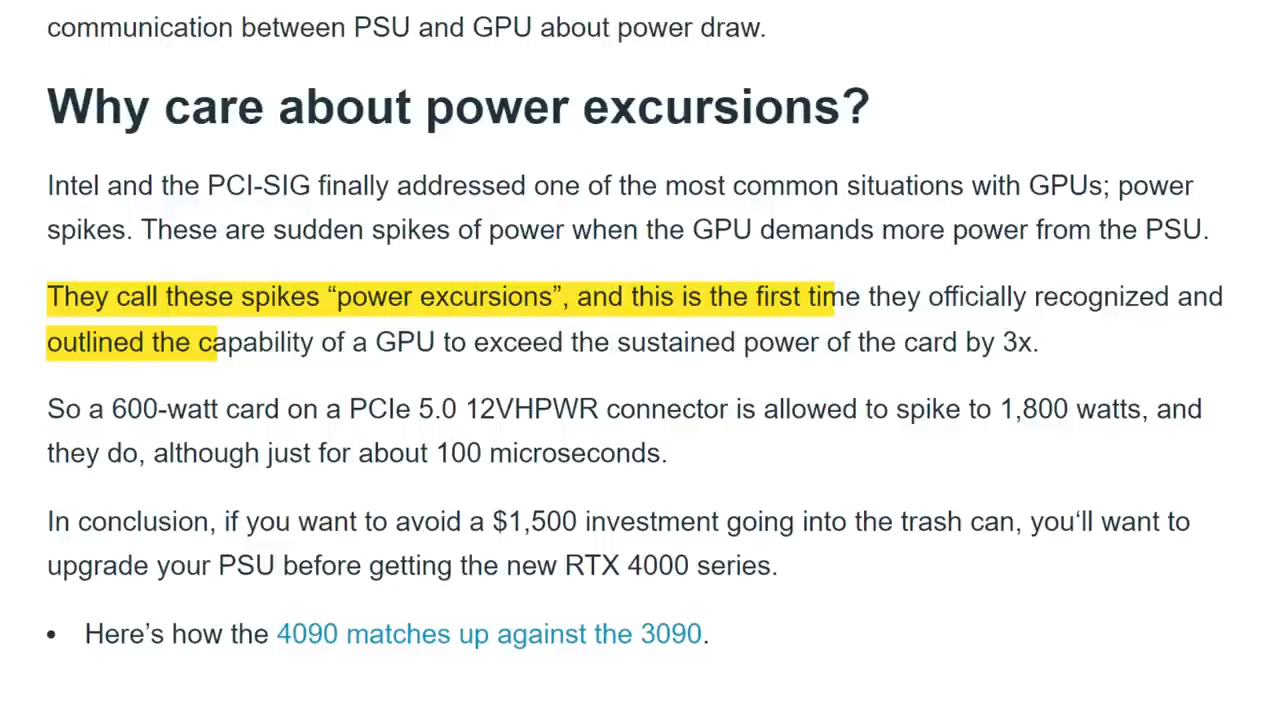 communication between PSU and GPU about power draw.
Why care about power excursions?
Intel and the PCI-SIG finally addressed one of the most common situations with GPUs; power
spikes. These are sudden spikes of power when the GPU demands more power from the PSU.
They call these spikes “power excursions”, and this is the first time they officially recognized and
outlined the capability of a GPU to exceed the sustained power of the card by 3x.
So a 600-watt card on a PCIe 5.0 12VHPWR connector is allowed to spike to 1,800 watts, and
they do, although just for about 100 microseconds.
In conclusion, if you want to avoid a $1,500 investment going into the trash can, you‘ll want to
upgrade your PSU before getting the new RTX 4000 series.
• Here’s how the 4090 matches up against the 3090.